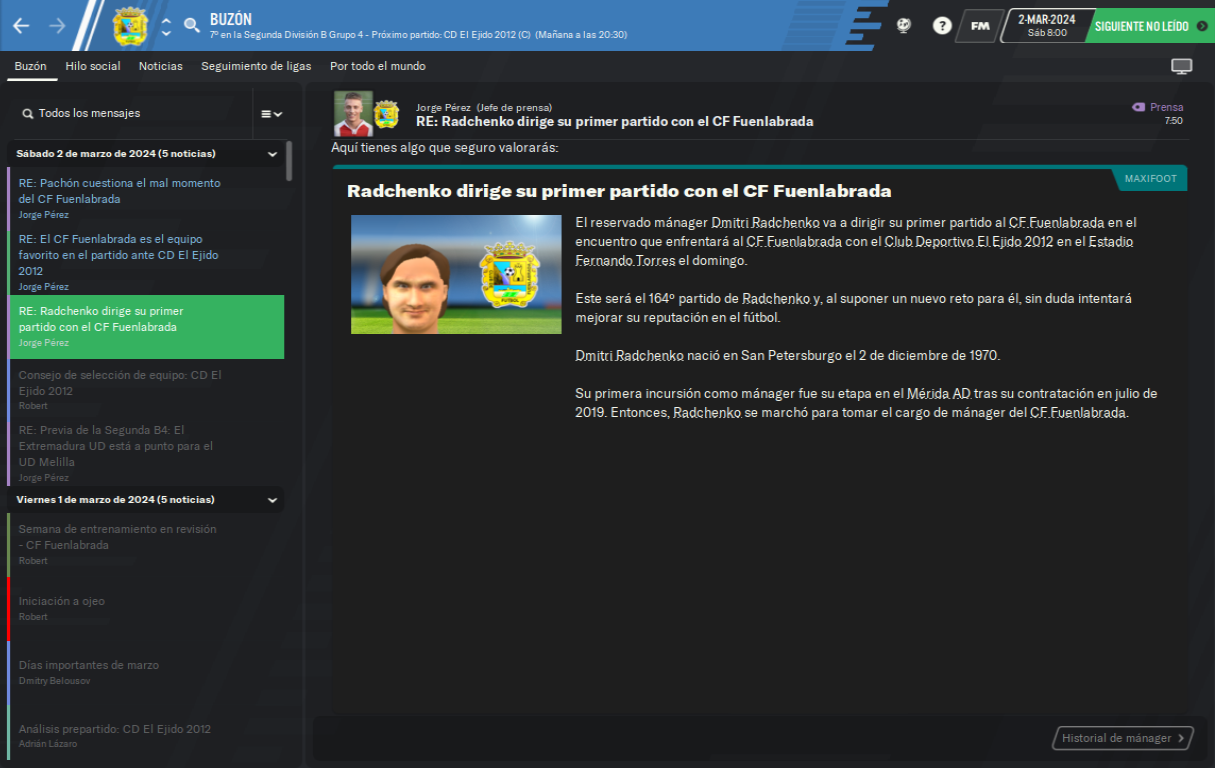 BUZÓN
7º en la Segunda División B Grupo 4 - Próximo partido: CD El Ejido 2012 (C) (Mañana a las 20:30)
?
FM
2-MAR-2024
Sáb 8:00
SIGUIENTE NO LEÍDO
Buzón
Hilo social
Noticias
Seguimiento de ligas
Por todo el mundo
Todos los mensajes
Sábado 2 de marzo de 2024 (5 noticias)
RE: Pachón cuestiona el mal momento
del CF Fuenlabrada
Jorge Pérez
RE: El CF Fuenlabrada es el equipo
favorito en el partido ante CD El Ejido
2012
Jorge Pérez
RE: Radchenko dirige su primer
partido con el CF Fuenlabrada
Jorge Pérez
Consejo de selección de equipo: CD El
Ejido 2012
Robert
RE: Previa de la Segunda B4: El
Extremadura UD está a punto para el
UD Melilla
Jorge Pérez
Viernes 1 de marzo de 2024 (5 noticias)
Semana de entrenamiento en revisión
- CF Fuenlabrada
Robert
Iniciación a ojeo
Robert
Días importantes de marzo
Dmitry Belousov
Análisis prepartido: CD El Ejido 2012
Adrián Lázaro
Jorge Pérez (Jefe de prensa)
RE: Radchenko dirige su primer partido con el CF Fuenlabrada
Prensa
7:50
Aquí tienes algo que seguro valorarás:
MAXIFOOT
Radchenko dirige su primer partido con el CF Fuenlabrada
El reservado mánager Dmitri Radchenko va a dirigir su primer partido al CF Fuenlabrada en el
encuentro que enfrentará al CF Fuenlabrada con el Club Deportivo El Ejido 2012 en el Estadio
Fernando Torres el domingo.
Este será el 164º partido de Radchenko y, al suponer un nuevo reto para él, sin duda intentará
mejorar su reputación en el fútbol.
Dmitri Radchenko nació en San Petersburgo el 2 de diciembre de 1970.
Su primera incursión como mánager fue su etapa en el Mérida AD tras su contratación en julio de
2019. Entonces, Radchenko se marchó para tomar el cargo de mánager del CF Fuenlabrada.
Historial de mánager